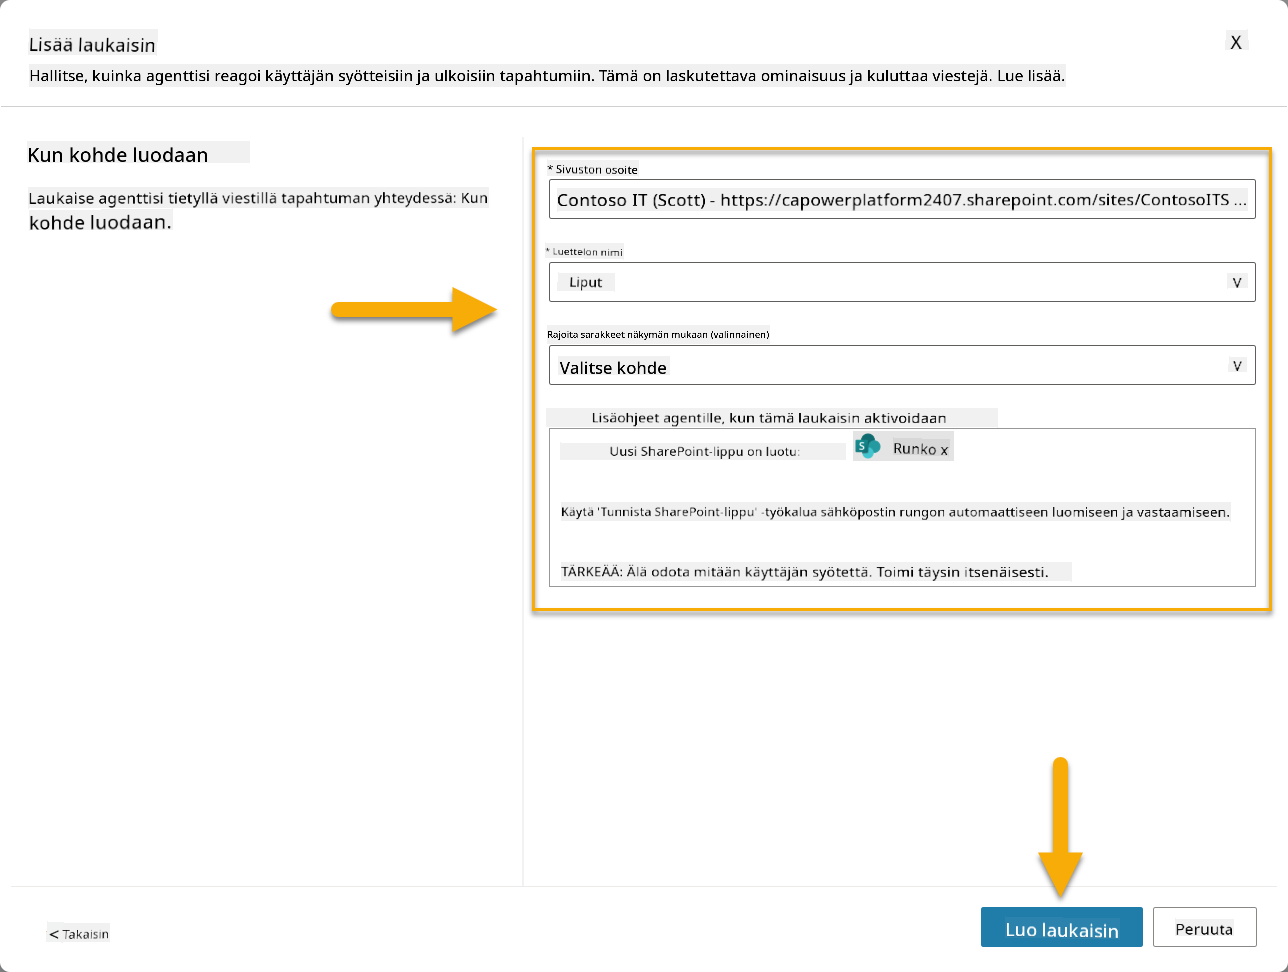 Lisää laukaisin
X
Hallitse, kuinka agenttisi reagoi käyttäjän syötteisiin ja ulkoisiin tapahtumiin. Tämä on laskutettava ominaisuus ja kuluttaa viestejä. Lue lisää.
Kun kohde luodaan
Laukaise agenttisi tietyllä viestillä tapahtuman yhteydessä: Kun
kohde luodaan.
* Sivuston osoite
Contoso IT (Scott) - https://capowerplatform2407.sharepoint.com/sites/ContosoITS ...
* Luettelon nimi
Liput
V
Rajoita sarakkeet näkymän mukaan (valinnainen)
Valitse kohde
V
Lisäohjeet agentille, kun tämä laukaisin aktivoidaan
Uusi SharePoint-lippu on luotu: S Runko x
Käytä 'Tunnista SharePoint-lippu' -työkalua sähköpostin rungon automaattiseen luomiseen ja vastaamiseen.
TÄRKEÄÄ: Älä odota mitään käyttäjän syötettä. Toimi täysin itsenäisesti.
< Takaisin
Luo laukaisin
Peruuta